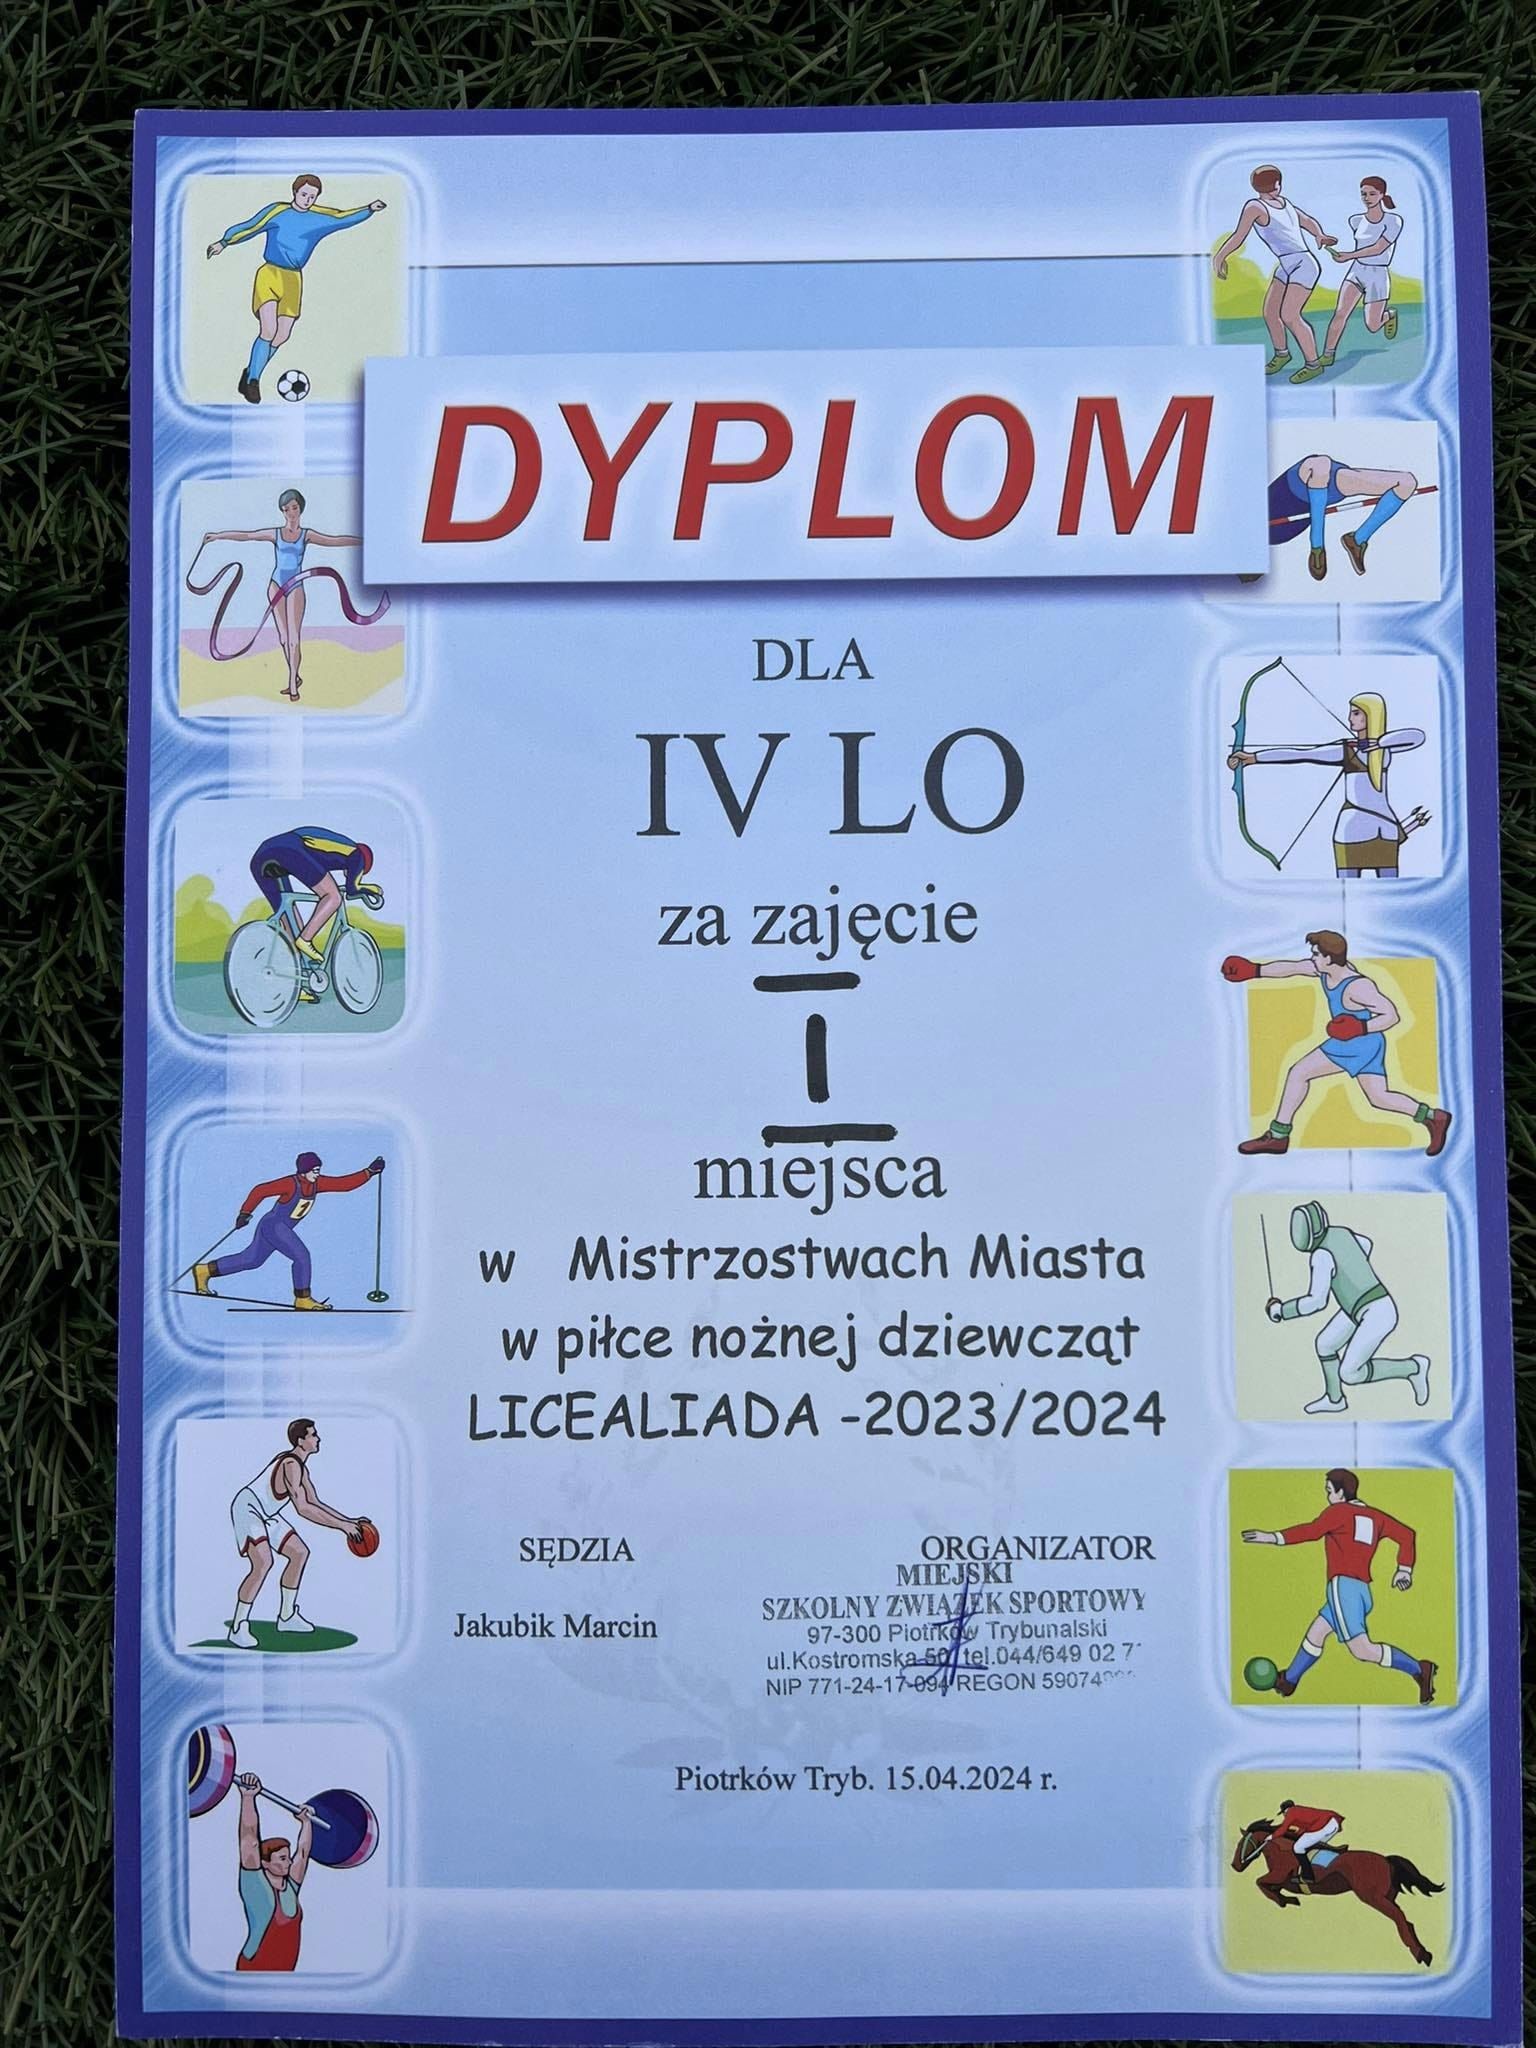 DYPLOM
DLA
IV LO
za zajęcie
I
miejsca
w Mistrzostwach Miasta
w piłce nożnej dziewcząt
LICEALIADA -2023/2024
SĘDZIA
Jakubik Marcin
ORGANIZATOR
MIEJSKI
SZKOLNY ZWIĄZEK SPORTOWY
97-300 Piotrków Trybunalski
ul.Kostromska 50, tel.044/649 02 7
NIP 771-24-17-094 REGON 59074
Piotrków Tryb. 15.04.2024 r.